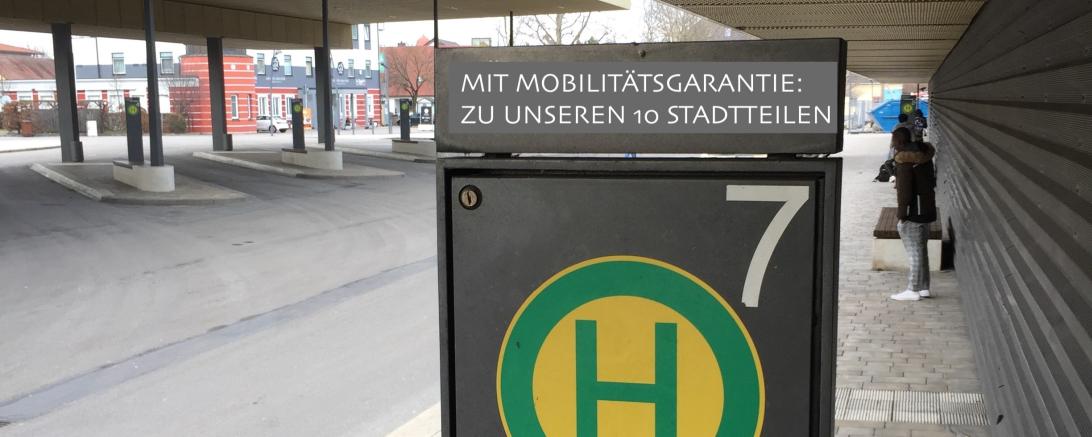 MIT MOBILITÄTSGARANTIE:
ZU UNSEREN 10 STADTTEILEN
7
H